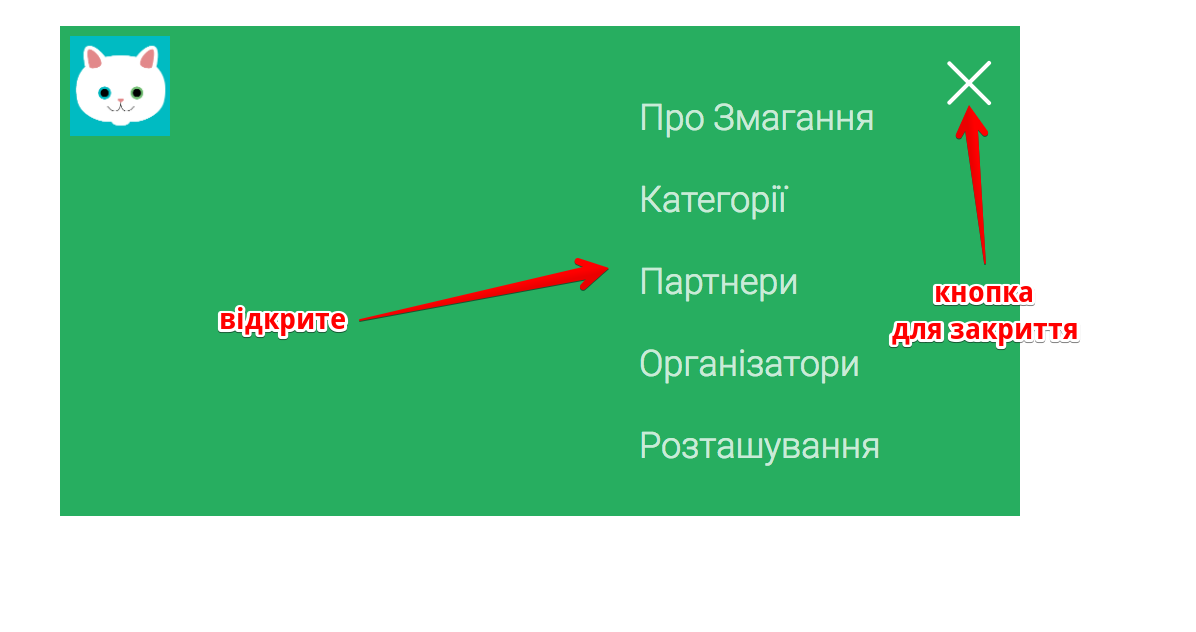 Про Змагання
Категорії
Партнери
відкрите
кнопка
для закриття
Організатори
Розташування